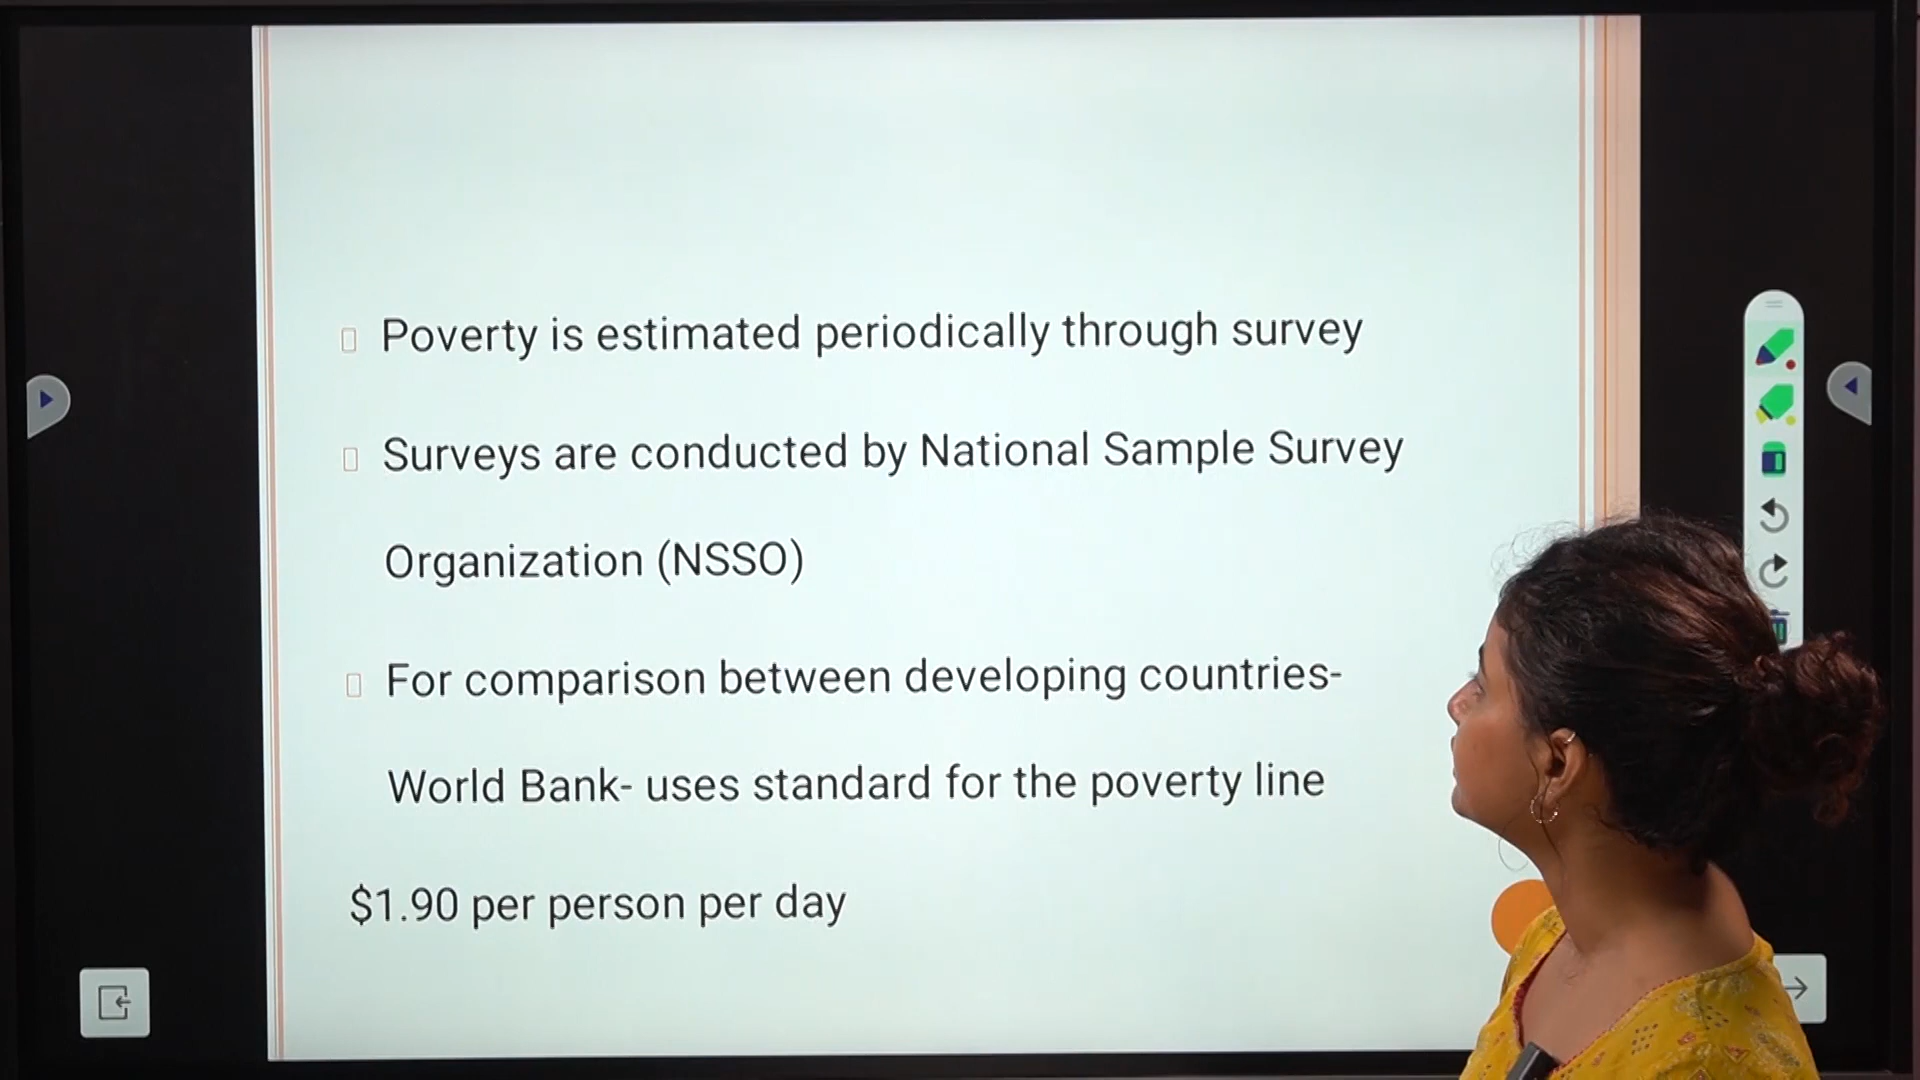 Poverty is estimated periodically through survey
Surveys are conducted by National Sample Survey
Organization (NSSO)
For comparison between developing countries-
World Bank- uses standard for the poverty line
$1.90 per person per day